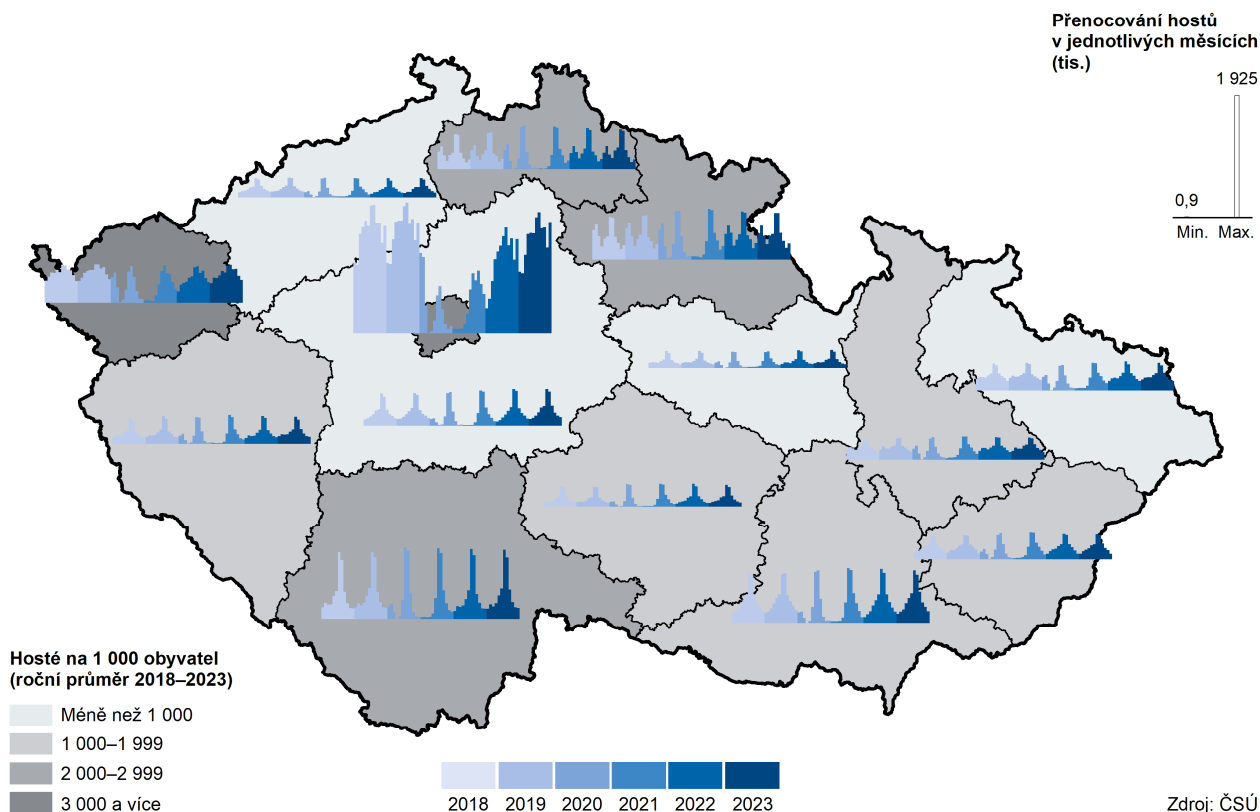 Přenocování hostů
v jednotlivých měsících
(tis.)
1 925
0,9
Min. Max.
Hosté na 1 000 obyvatel
(roční průměr 2018–2023)
Méně než 1 000
1 000–1 999
2 000–2 999
3 000 a více
2018 2019 2020 2021 2022 2023
Zdroj: ČSÚ